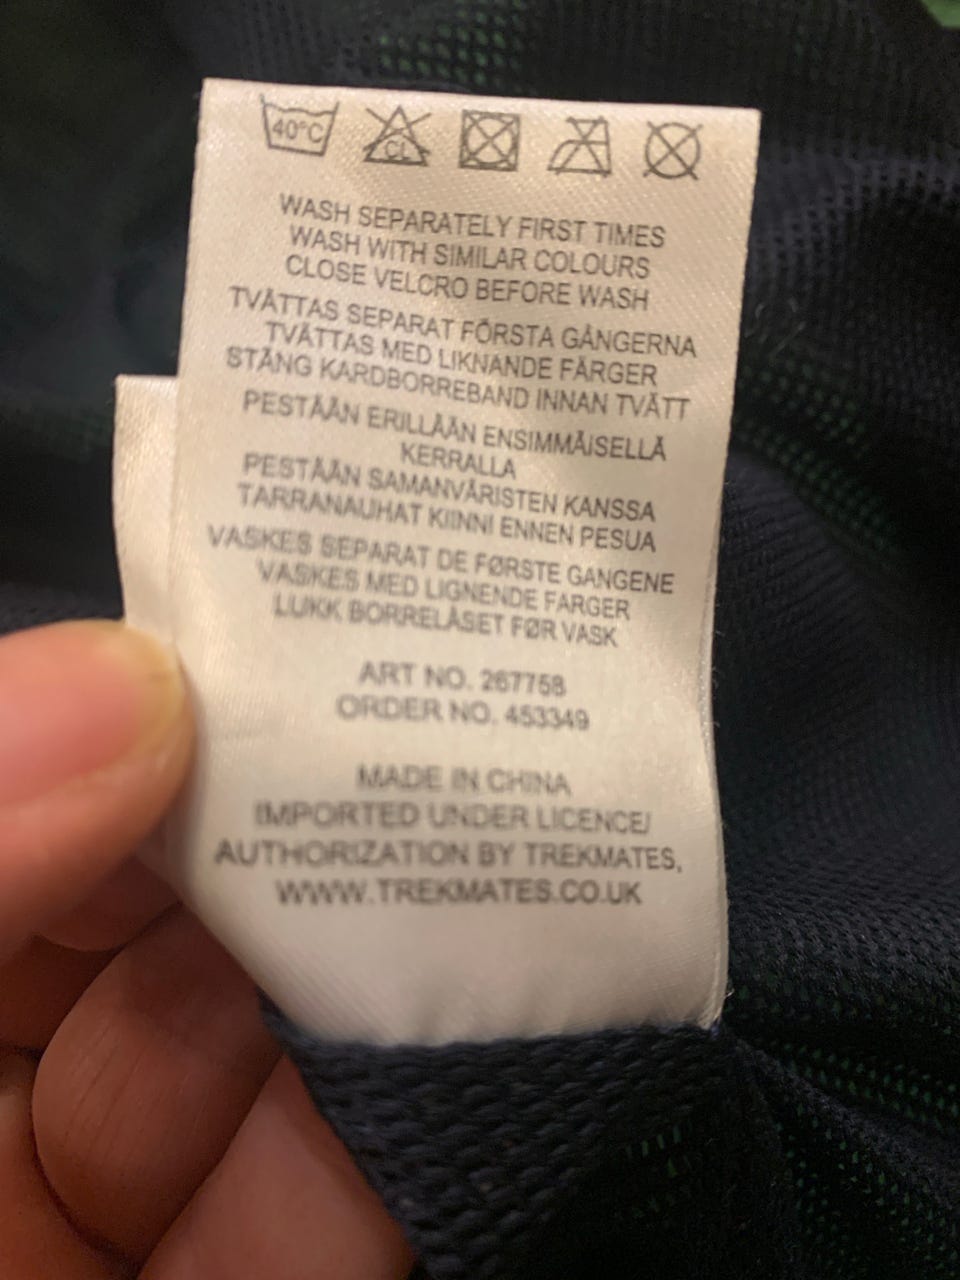 40°C CL
WASH SEPARATELY FIRST TIMES
WASH WITH SIMILAR COLOURS
CLOSE VELCRO BEFORE WASH
TVÄTTAS SEPARAT FÖRSTA GÅNGERNA
TVÄTTAS MED LIKNANDE FÄRGER
STÄNG KARDBORREBAND INNAN TVÄTT
PESTÄÄN ERILLÄÄN ENSIMMÄISELLÄ
KERRALLA
PESTÄÄN SAMANVÄRISTEN KANSSA
TARRANAUHAT KIINNI ENNEN PESUA
VASKES SEPARAT DE FØRSTE GANGENE
VASKES MED LIGNENDE FARGER
LUKK BORRELÅSET FØR VASK
ART NO. 267758
ORDER NO. 453349
MADE IN CHINA
IMPORTED UNDER LICENCE/
AUTHORIZATION BY TREKMATES,
WWW.TREKMATES.CO.UK